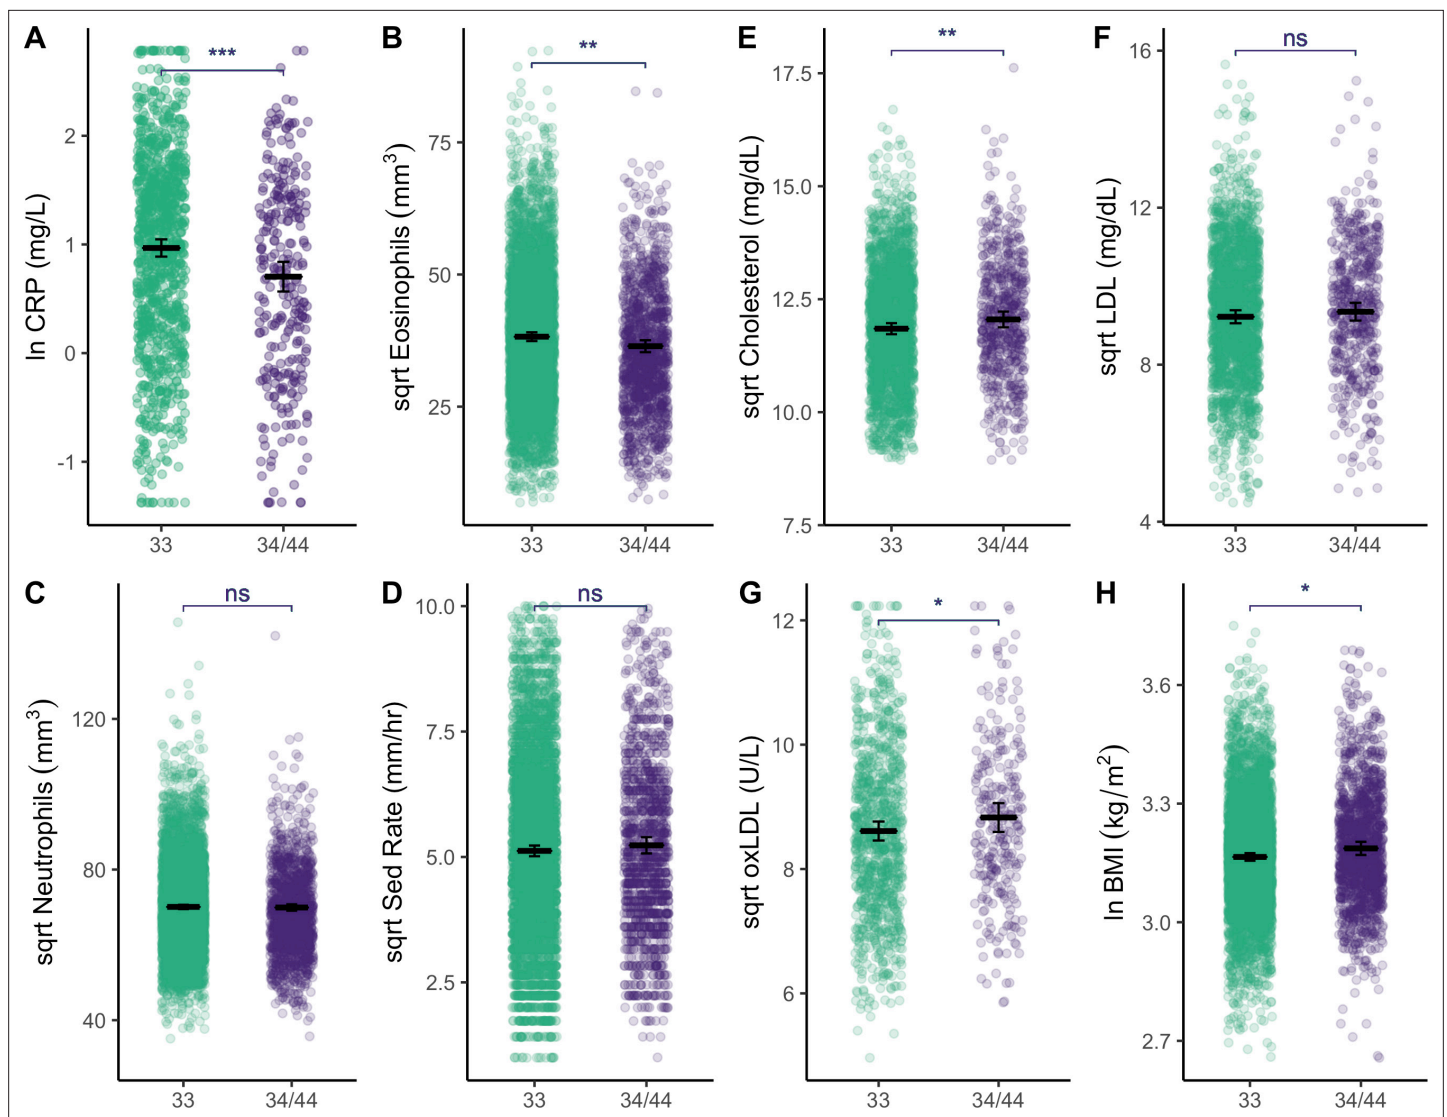 A
***
ln CRP (mg/L)
2
1
0
-1
33
34/44
B
**
sqrt Eosinophils (mm³)
75
50
25
33
34/44
E
**
sqrt Cholesterol (mg/dL)
17.5
15.0
12.5
10.0
7.5
33
34/44
F
ns
sqrt LDL (mg/dL)
16
12
8
4
33
34/44
C
ns
sqrt Neutrophils (mm³)
120
80
40
33
34/44
D
ns
sqrt Sed Rate (mm/hr)
10.0
7.5
5.0
2.5
33
34/44
G
*
sqrt oxLDL (U/L)
12
10
8
6
33
34/44
H
*
ln BMI (kg/m²)
3.6
3.3
3.0
2.7
33
34/44